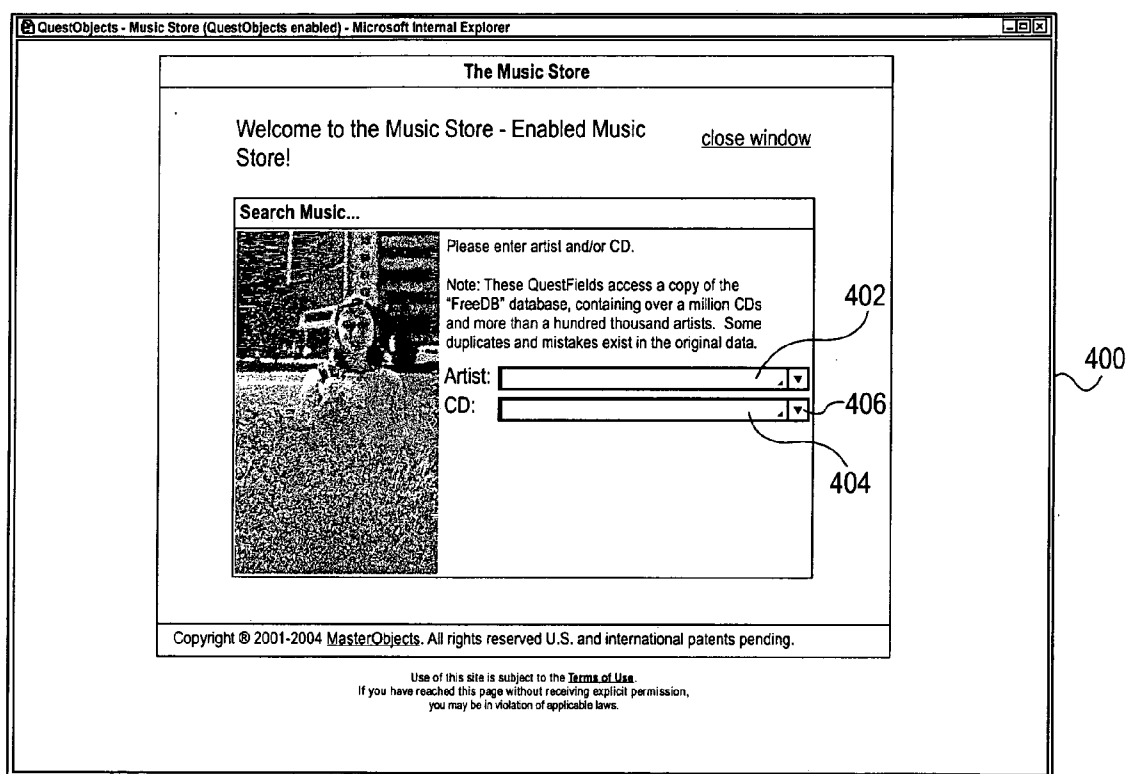 QuestObjects - Music Store (QuestObjects enabled) - Microsoft Internal Explorer
The Music Store
Welcome to the Music Store - Enabled Music
Store!
close window
Search Music...
Please enter artist and/or CD.
Note: These QuestFields access a copy of the
"FreeDB" database, containing over a million CDs
and more than a hundred thousand artists. Some
duplicates and mistakes exist in the original data.
402
Artist:
400
CD:
406
404
Copyright ® 2001-2004 MasterObjects. All rights reserved U.S. and international patents pending.
Use of this site is subject to the Terms of Use.
If you have reached this page without receiving explicit permission,
you may be in violation of applicable laws.